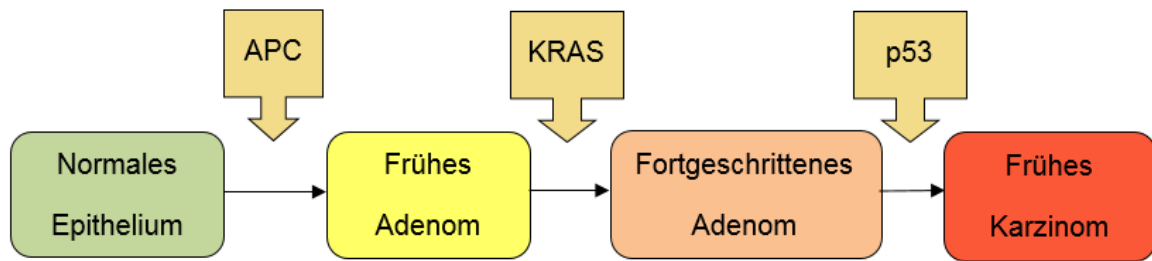 APC
KRAS
p53
Normales
Epithelium
Frühes
Adenom
Fortgeschrittenes
Adenom
Frühes
Karzinom